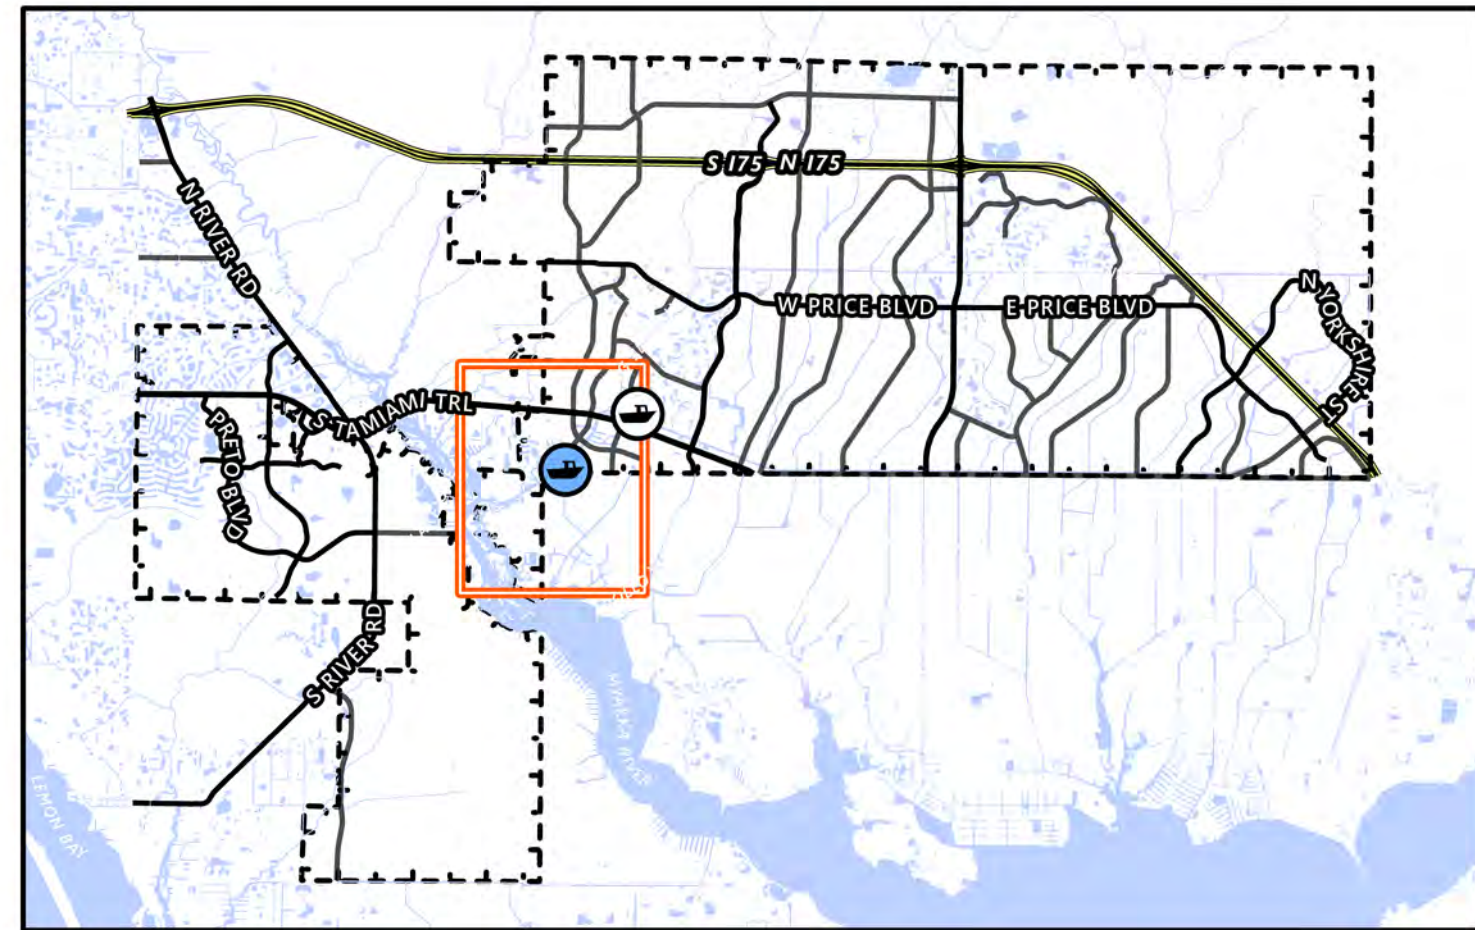 S I75 N I75
N RIVER RD
W PRICE BLVD
E PRICE BLVD
N YORKSHIRE ST
S TAMIAMI TRL
PRETO BLVD
S RIVER RD
MYAKKA RIVER
LEMON BAY